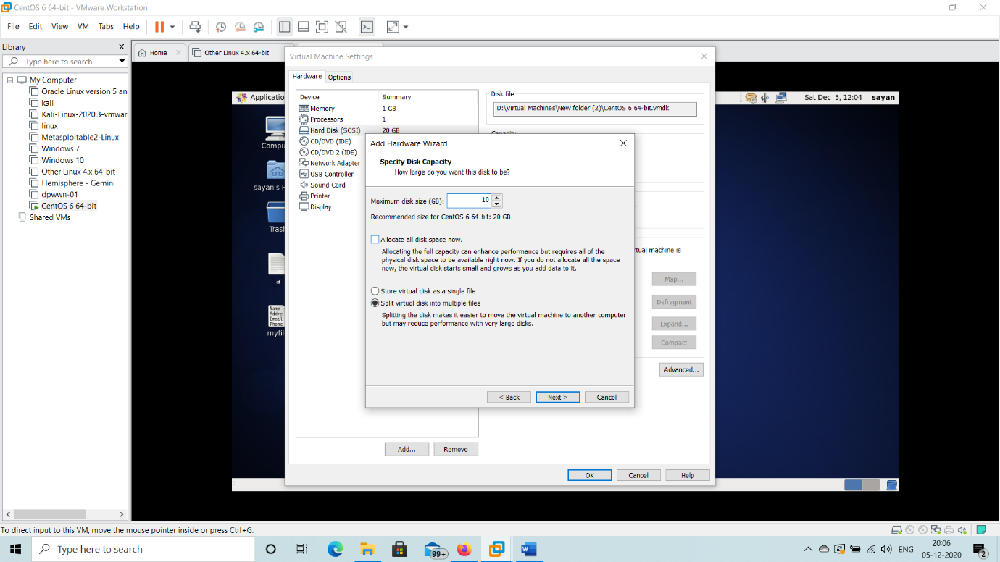 CentOS 6 64-bit - VMware Workstation
File Edit View VM Tabs Help
Library
Type here to search
My Computer
Oracle Linux version 5 an
kali
Kali-Linux-2020.3-vmwar
linux
Metasploitable2-Linux
Windows 7
Windows 10
Other Linux 4.x 64-bit
Hemisphere - Gemini
dpwwn-01
CentOS 6 64-bit
Shared VMs
Home
Other Linux 4.x 64-bit
Applicatio
Sat Dec 5, 12:04 sayan
Compu
sayan's H
Tras
a
Name
Addre
Email
Phone
myfil
Virtual Machine Settings
Hardware Options
Device Summary
Memory 1 GB
Processors 1
Hard Disk (SCSI) 20 GB
CD/DVD (IDE)
CD/DVD 2 (IDE)
Network Adapter
USB Controller
Sound Card
Printer
Display
Add... Remove
Disk file
D:\Virtual Machines\New folder (2)\CentOS 6 64-bit.vmdk
Capacity
rtual machine is
Map...
Defragment
Expand...
Compact
Advanced...
OK Cancel Help
Add Hardware Wizard
Specify Disk Capacity
How large do you want this disk to be?
Maximum disk size (GB): 10
Recommended size for CentOS 6 64-bit: 20 GB
Allocate all disk space now.
Allocating the full capacity can enhance performance but requires all of the
physical disk space to be available right now. If you do not allocate all the space
now, the virtual disk starts small and grows as you add data to it.
Store virtual disk as a single file
Split virtual disk into multiple files
Splitting the disk makes it easier to move the virtual machine to another computer
but may reduce performance with very large disks.
< Back Next > Cancel
To direct input to this VM, move the mouse pointer inside or press Ctrl+G.
Type here to search
99+
ENG
20:06
05-12-2020
2